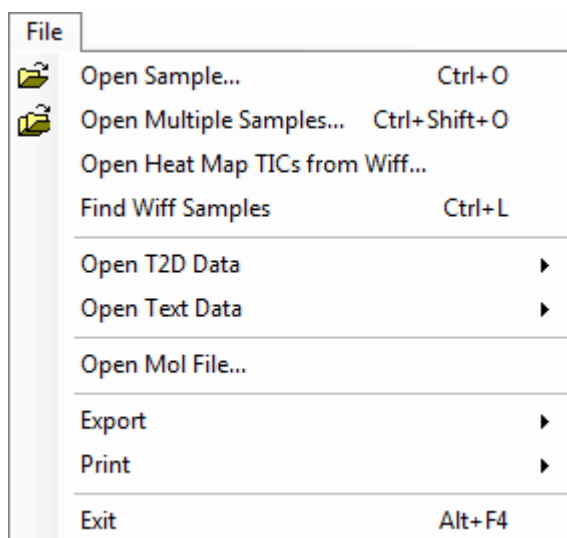 File
Open Sample... Ctrl+O
Open Multiple Samples... Ctrl+Shift+O
Open Heat Map TICs from Wiff...
Find Wiff Samples Ctrl+L
Open T2D Data
Open Text Data
Open Mol File...
Export
Print
Exit Alt+F4